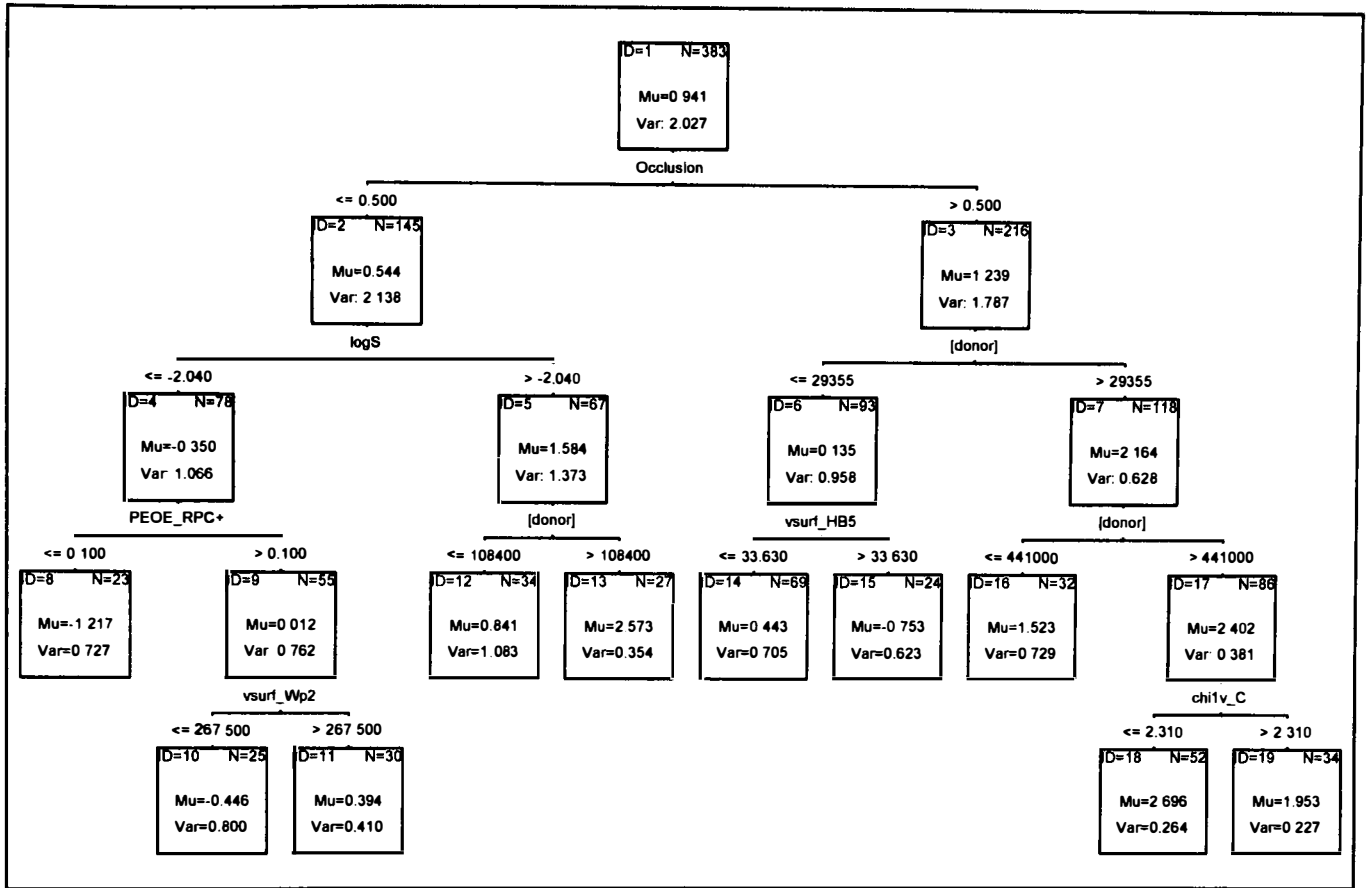 ID=1 N=383
Mu=0 941
Var: 2.027
Occlusion
<= 0.500 > 0.500
ID=2 N=145 ID=3 N=216
Mu=0.544 Mu=1 239
Var: 2 138 Var: 1.787
logS [donor]
<= -2.040 > -2.040 <= 29355 > 29355
ID=4 N=78 ID=5 N=67 ID=6 N=93 ID=7 N=118
Mu=-0 350 Mu=1.584 Mu=0 135 Mu=2 164
Var 1.066 Var: 1.373 Var: 0.958 Var: 0.628
PEOE_RPC+ [donor] vsurf_HB5 [donor]
<= 0 100 > 0.100 <= 108400 > 108400 <= 33.630 > 33 630 <= 441000 > 441000
ID=8 N=23 ID=9 N=55 ID=12 N=34 ID=13 N=27 ID=14 N=69 ID=15 N=24 ID=16 N=32 ID=17 N=86
Mu=-1 217 Mu=0 012 Mu=0.841 Mu=2.573 Mu=0 443 Mu=-0 753 Mu=1.523 Mu=2 402
Var=0 727 Var 0 762 Var=1.083 Var=0.354 Var=0 705 Var=0.623 Var=0 729 Var 0 381
vsurf_Wp2 chi1v_C
<= 267 500 > 267 500 <= 2.310 > 2 310
ID=10 N=25 ID=11 N=30 ID=18 N=52 ID=19 N=34
Mu=-0.446 Mu=0.394 Mu=2 696 Mu=1.953
Var=0.800 Var=0.410 Var=0.264 Var=0 227